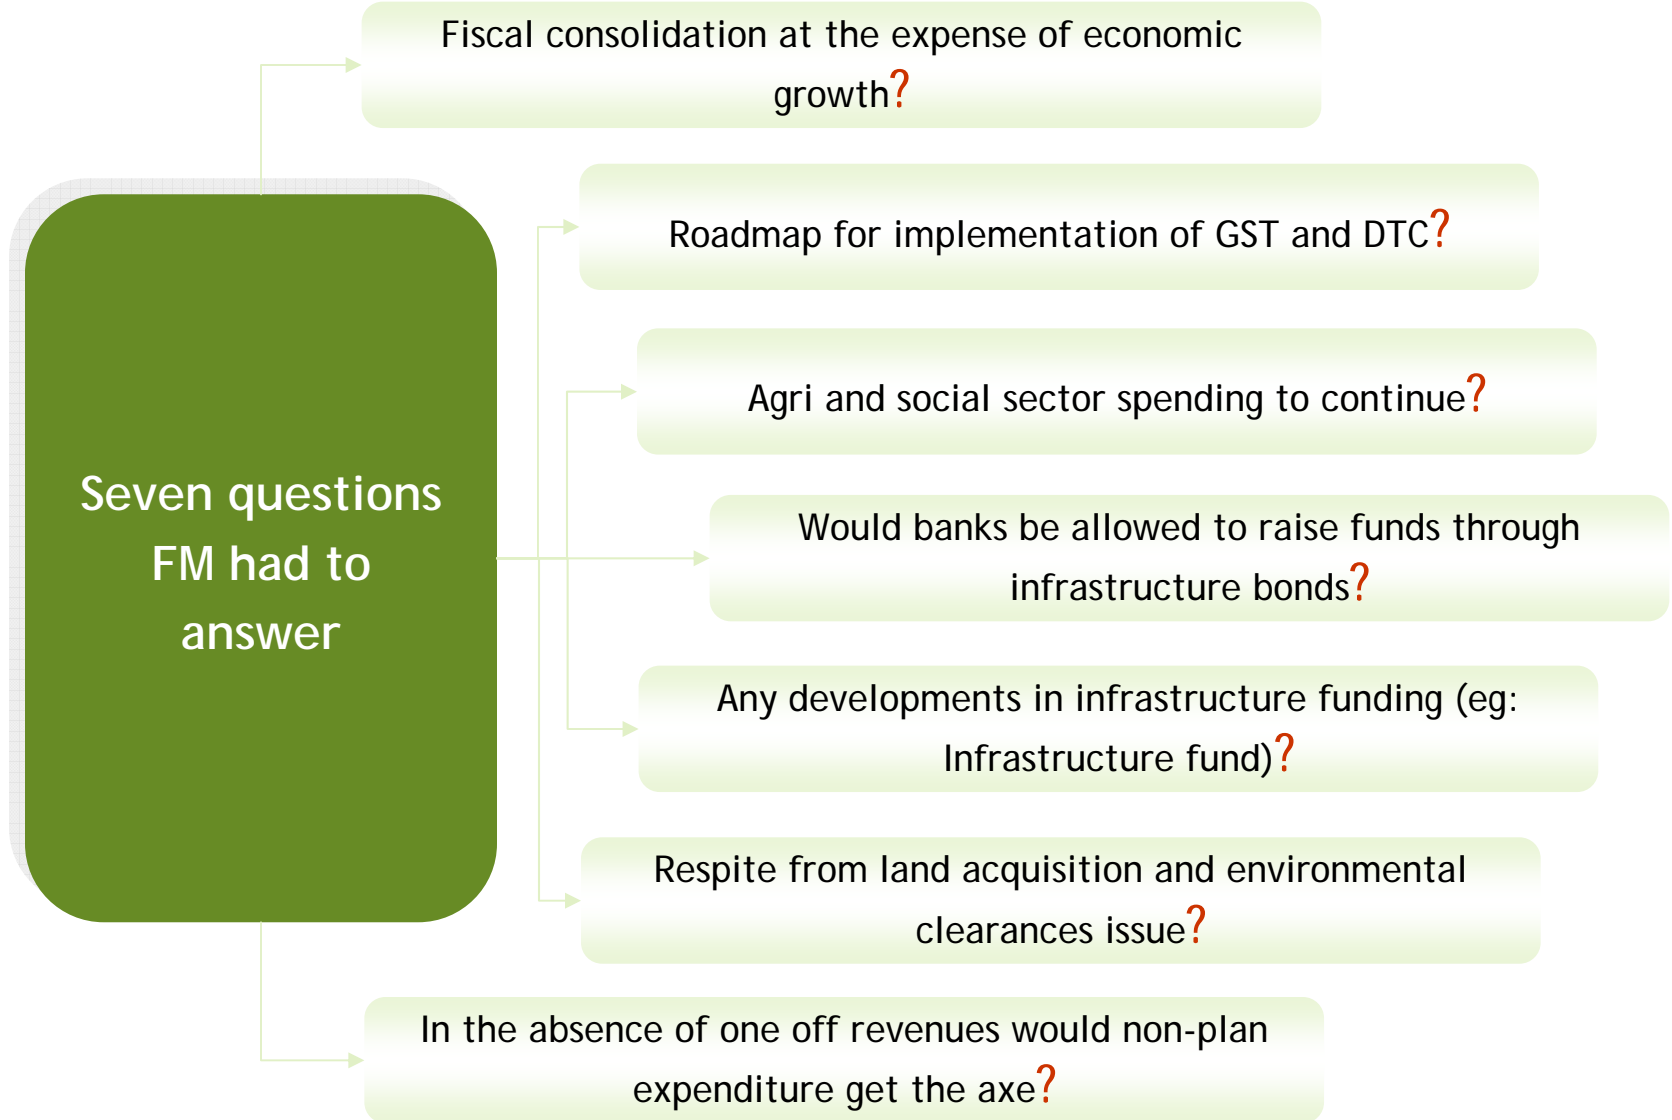 Fiscal consolidation at the expense of economic
growth?
Roadmap for implementation of GST and DTC?
Agri and social sector spending to continue?
Seven questions
FM had to
answer
Would banks be allowed to raise funds through
infrastructure bonds?
Any developments in infrastructure funding (eg:
Infrastructure fund)?
Respite from land acquisition and environmental
clearances issue?
In the absence of one off revenues would non-plan
expenditure get the axe?